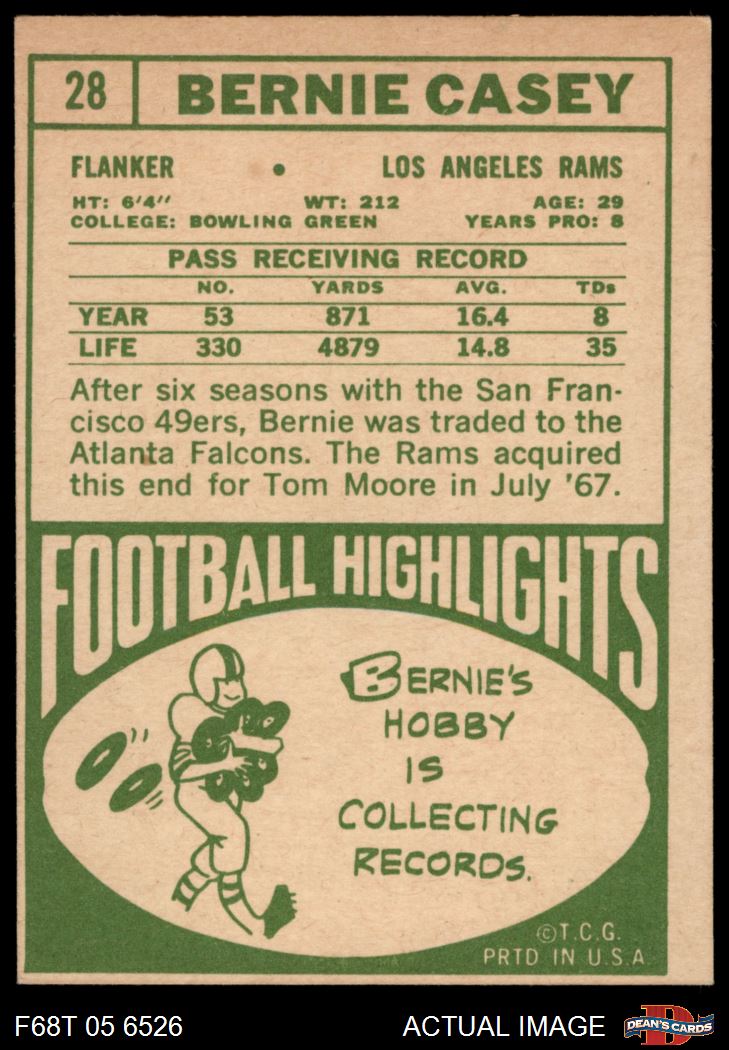 28 BERNIE CASEY
FLANKER • LOS ANGELES RAMS
HT: 6'4" WT: 212 AGE: 29
COLLEGE: BOWLING GREEN YEARS PRO: 8
PASS RECEIVING RECORD
NO. YARDS AVG. TDs
YEAR 53 871 16.4 8
LIFE 330 4879 14.8 35
After six seasons with the San Fran-
cisco 49ers, Bernie was traded to the
Atlanta Falcons. The Rams acquired
this end for Tom Moore in July '67.
FOOTBALL HIGHLIGHTS
BERNIE'S
HOBBY
IS
COLLECTING
RECORDS.
©T.C.G.
PRTD IN U.S.A.
F68T 05 6526 ACTUAL IMAGE DEAN'S CARDS